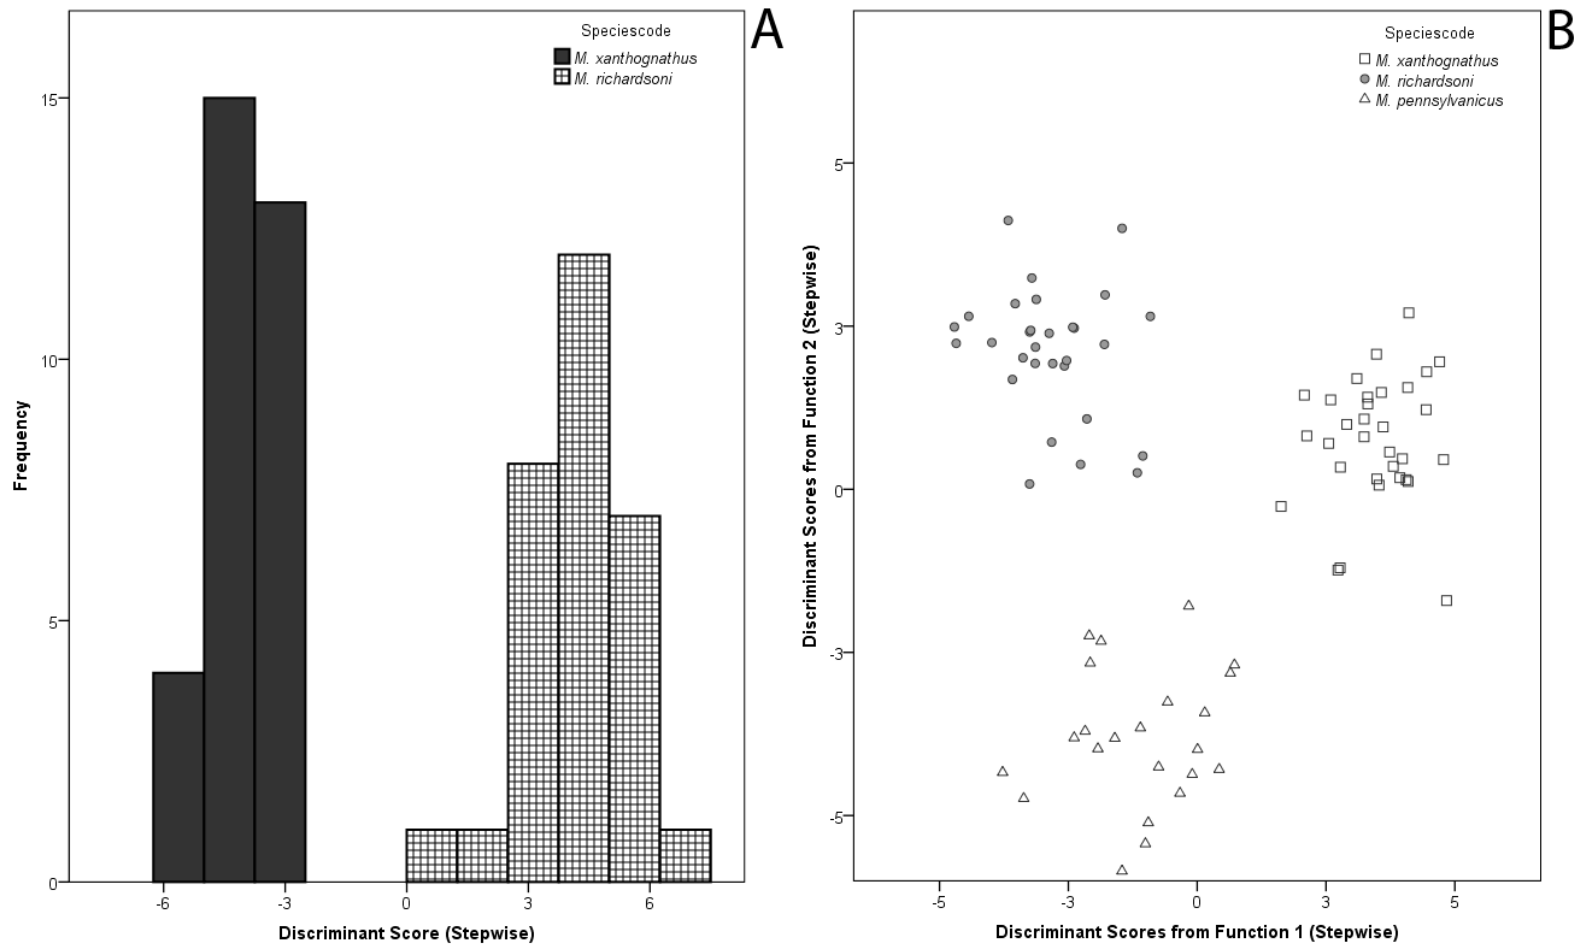 A
Speciescode
M. xanthognathus
M. richardsoni
15
10
5
0
Frequency
-6 -3 0 3 6
Discriminant Score (Stepwise)
B
Speciescode
M. xanthognathus
M. richardsoni
M. pennsylvanicus
5
3
0
-3
-5
Discriminant Scores from Function 2 (Stepwise)
-5 -3 0 3 5
Discriminant Scores from Function 1 (Stepwise)